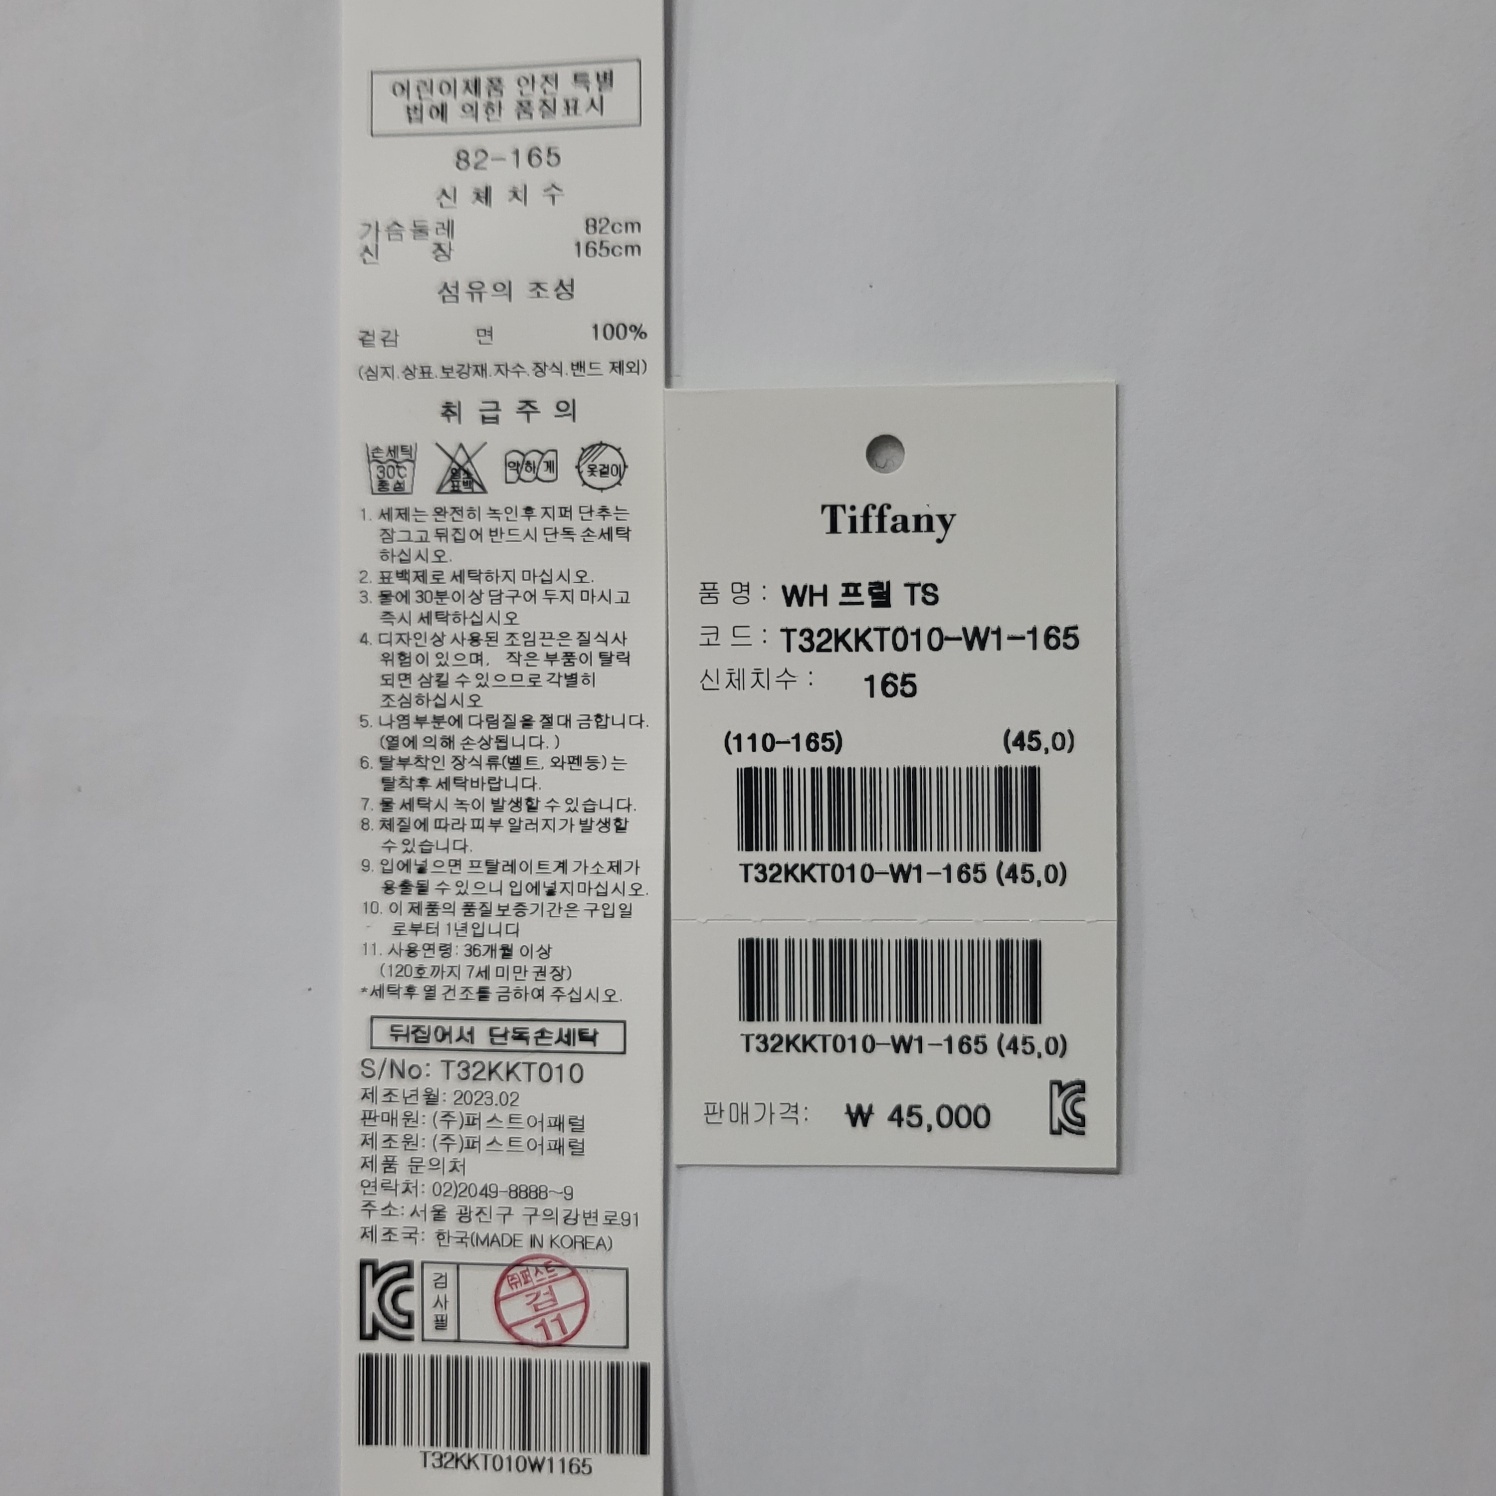 어린이제품 안전 특별
법에 의한 품질표시
82-165
신 체 치 수
가슴둘레 82cm
신 장 165cm
섬유의 조성
겉감 면 100%
(심지.상표.보강재.자수.장식.밴드 제외)
취 급 주 의
손세탁 30℃ 중성
염소 표백
약하게
옷걸이
1. 세제는 완전히 녹인후 지퍼 단추는
잠그고 뒤집어 반드시 단독 손세탁
하십시오.
2. 표백제로 세탁하지 마십시오.
3. 물에 30분이상 담구어 두지 마시고
즉시 세탁하십시오
4. 디자인상 사용된 조임끈은 질식사
위험이 있으며, 작은 부품이 탈락
되면 삼킬 수 있으므로 각별히
조심하십시오
5. 나염부분에 다림질을 절대 금합니다.
(열에 의해 손상됩니다.)
6. 탈부착인 장식류(벨트, 와펜등)는
탈착후 세탁바랍니다.
7. 물 세탁시 녹이 발생할 수 있습니다.
8. 체질에 따라 피부 알러지가 발생할
수 있습니다.
9. 입에넣으면 프탈레이트계 가소제가
용출될 수 있으니 입에넣지마십시오.
10. 이 제품의 품질보증기간은 구입일
로부터 1년입니다
11. 사용연령: 36개월 이상
(120호까지 7세 미만 권장)
*세탁후 열 건조를 금하여 주십시오.
뒤집어서 단독손세탁
S/No: T32KKT010
제조년월: 2023.02
판매원: (주)퍼스트어패럴
제조원: (주)퍼스트어패럴
제품 문의처
연락처: 02)2049-8888~9
주소: 서울 광진구 구의강변로91
제조국: 한국(MADE IN KOREA)
KC
검사필
㈜퍼스트
검
11
T32KKT010W1165
Tiffany
품 명 : WH 프릴 TS
코 드 : T32KKT010-W1-165
신체치수 : 165
(110-165) (45,0)
T32KKT010-W1-165 (45,0)
T32KKT010-W1-165 (45,0)
판매가격: ₩ 45,000
KC